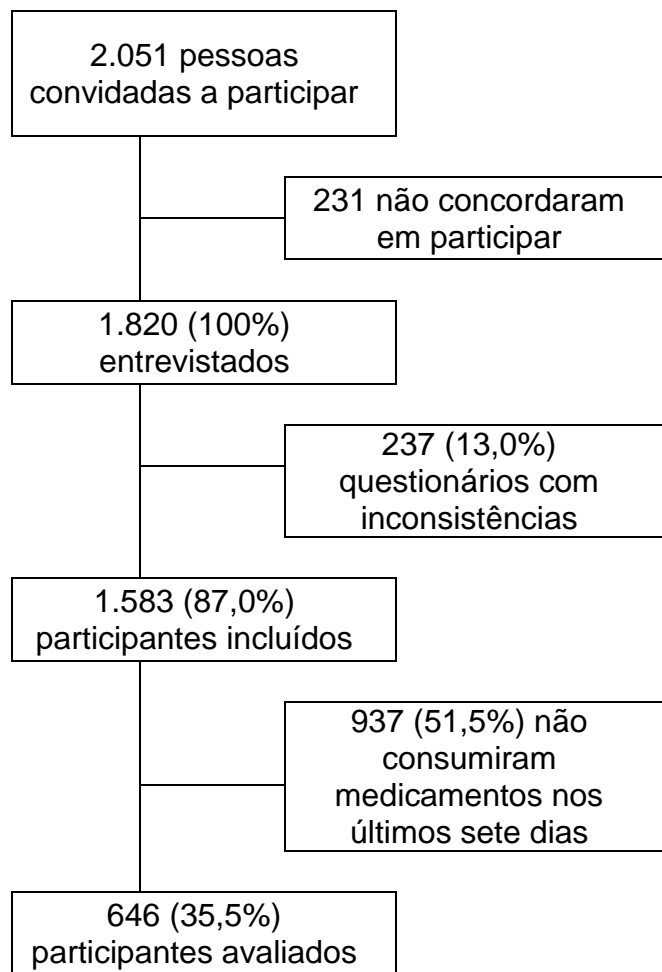 2.051 pessoas
convidadas a participar
231 não concordaram
em participar
1.820 (100%)
entrevistados
237 (13,0%)
questionários com
inconsistências
1.583 (87,0%)
participantes incluídos
937 (51,5%) não
consumiram
medicamentos nos
últimos sete dias
646 (35,5%)
participantes avaliados